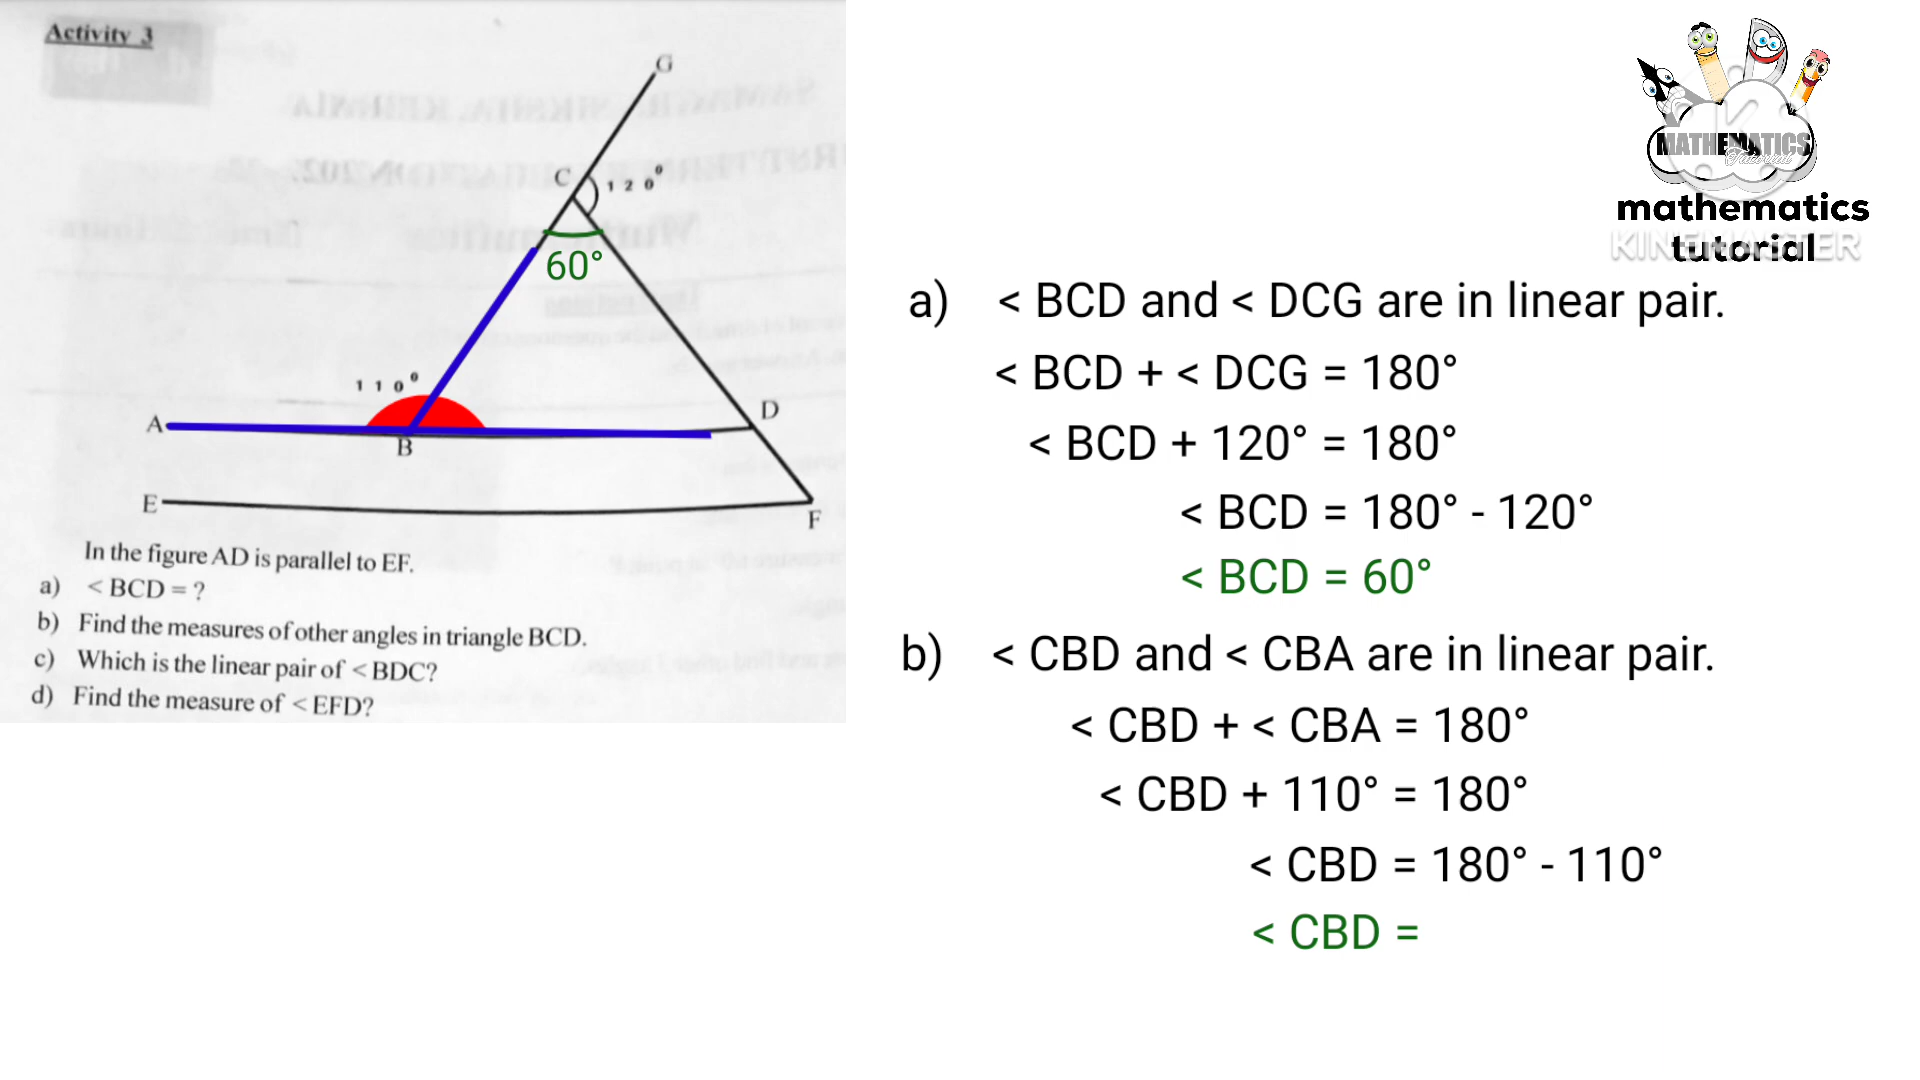 Activity 3
G
C
120°
60°
110°
A
B
D
E
F
In the figure AD is parallel to EF.
a) < BCD = ?
b) Find the measures of other angles in triangle BCD.
c) Which is the linear pair of < BDC?
d) Find the measure of < EFD?
MATHEMATICS
Tutorial
mathematics
tutorial
KINEMASTER
a) < BCD and < DCG are in linear pair.
< BCD + < DCG = 180°
< BCD + 120° = 180°
< BCD = 180° - 120°
< BCD = 60°
b) < CBD and < CBA are in linear pair.
< CBD + < CBA = 180°
< CBD + 110° = 180°
< CBD = 180° - 110°
< CBD =